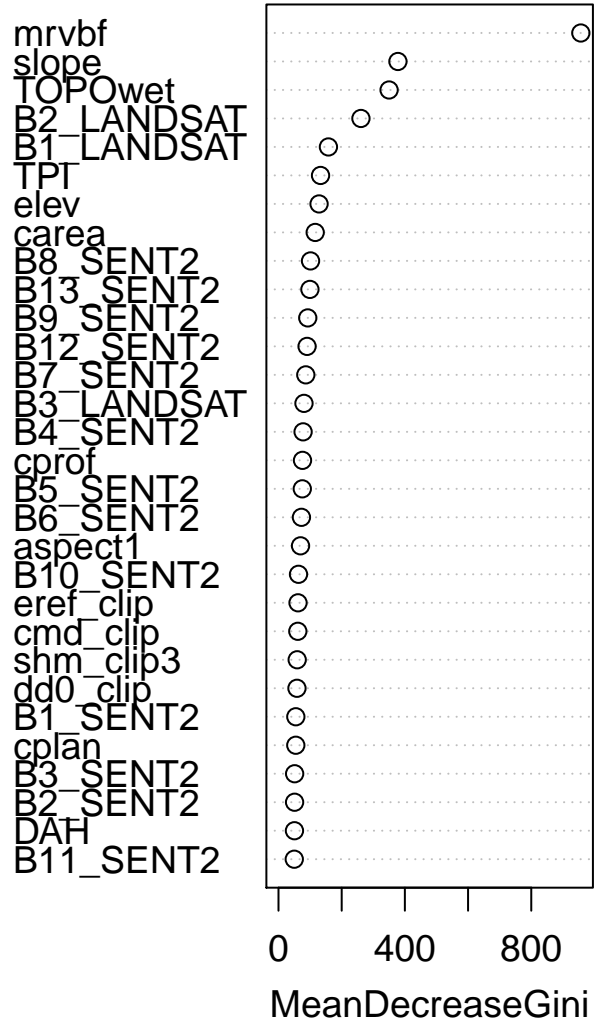 mrvbf
slope
TOPOwet
B2_LANDSAT
B1_LANDSAT
TPI
elev
carea
B8_SENT2
B13_SENT2
B9_SENT2
B12_SENT2
B7_SENT2
B3_LANDSAT
B4_SENT2
cprof
B5_SENT2
B6_SENT2
aspect1
B10_SENT2
eref_clip
cmd_clip
shm_clip3
dd0_clip
B1_SENT2
cplan
B3_SENT2
B2_SENT2
DAH
B11_SENT2
0 400 800
MeanDecreaseGini